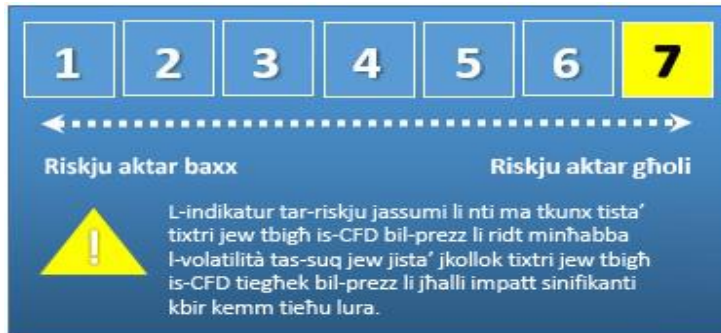 1 2 3 4 5 6 7
Riskju aktar baxx Riskju aktar għoli
!
L-indikatur tar-riskju jassumi li nti ma tkunx tista’
tixtri jew tbigħ is-CFD bil-prezz li ridt minħabba
l-volatilità tas-suq jew jista’ jkollok tixtri jew tbigħ
is-CFD tiegħek bil-prezz li jħalli impatt sinifikanti
kbir kemm tieħu lura.